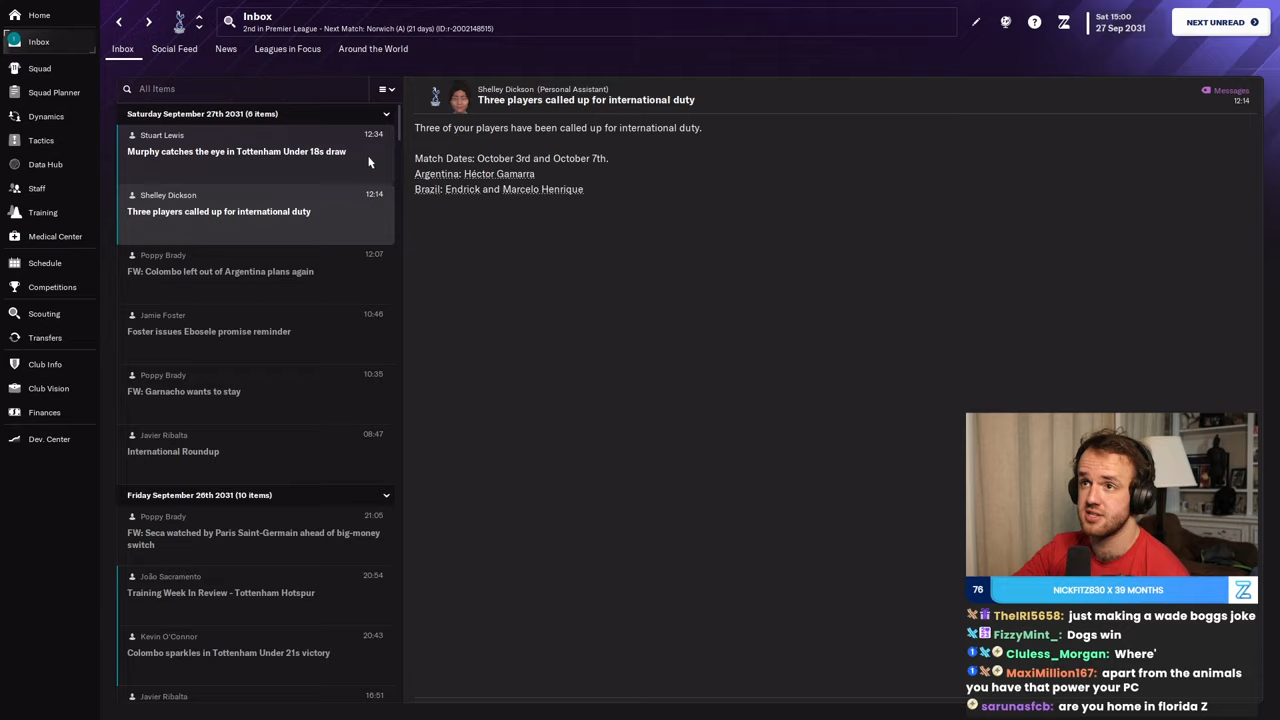 Home
Inbox
Squad
Squad Planner
Dynamics
Tactics
Data Hub
Staff
Training
Medical Center
Schedule
Competitions
Scouting
Transfers
Club Info
Club Vision
Finances
Dev. Center
Inbox
2nd in Premier League - Next Match: Norwich (A) (21 days) (ID:r-2002148515)
Sat 15:00
27 Sep 2031
NEXT UNREAD
Inbox
Social Feed
News
Leagues in Focus
Around the World
All Items
Saturday September 27th 2031 (6 items)
Stuart Lewis
12:34
Murphy catches the eye in Tottenham Under 18s draw
Shelley Dickson
12:14
Three players called up for international duty
Poppy Brady
12:07
FW: Colombo left out of Argentina plans again
Jamie Foster
10:46
Foster issues Ebosele promise reminder
Poppy Brady
10:35
FW: Garnacho wants to stay
Javier Ribalta
08:47
International Roundup
Friday September 26th 2031 (10 items)
Poppy Brady
21:05
FW: Seca watched by Paris Saint-Germain ahead of big-money
switch
João Sacramento
20:54
Training Week In Review - Tottenham Hotspur
Kevin O'Connor
20:43
Colombo sparkles in Tottenham Under 21s victory
Javier Ribalta
16:51
Shelley Dickson (Personal Assistant)
Three players called up for international duty
Messages
12:14
Three of your players have been called up for international duty.
Match Dates: October 3rd and October 7th.
Argentina: Héctor Gamarra
Brazil: Endrick and Marcelo Henrique
76
NICKFITZ830 X 39 MONTHS
TheIRI5658: just making a wade boggs joke
FizzyMint_: Dogs win
Cluless_Morgan: Where'
MaxiMillion167: apart from the animals
you have that power your PC
sarunasfcb: are you home in florida Z